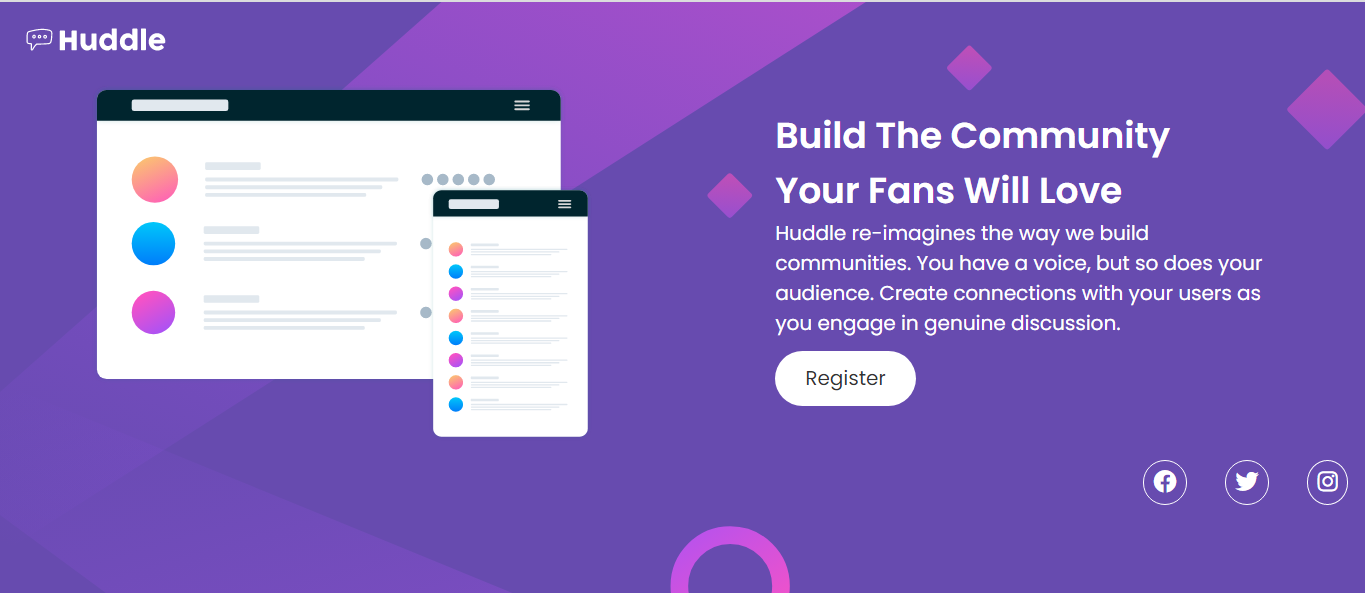 Huddle
Build The Community
Your Fans Will Love
Huddle re-imagines the way we build
communities. You have a voice, but so does your
audience. Create connections with your users as
you engage in genuine discussion.
Register